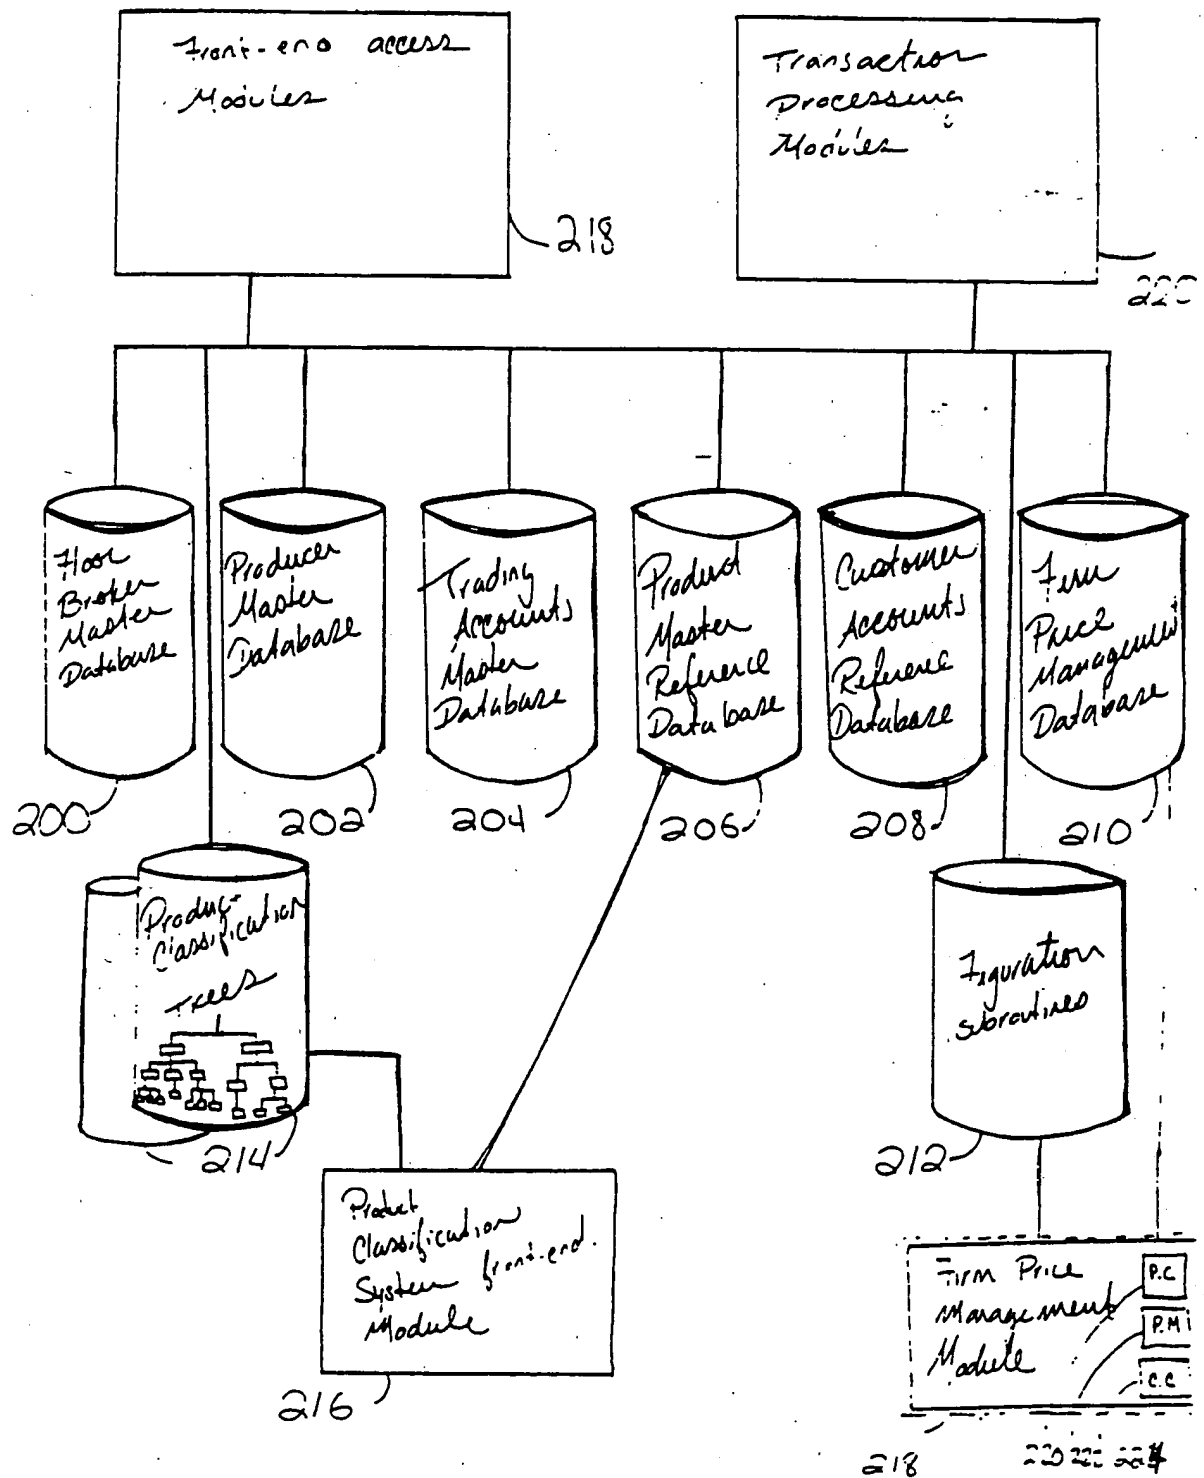 Front-end access
Modules
218
Transaction
Processing
Modules
220
Floor
Broker
Master
Database
200
Producer
Master
Database
202
Trading
Accounts
Master
Database
204
Product
Master
Reference
Database
206
Customer
Accounts
Reference
Database
208
Firm
Price
Management
Database
210
Product
Classification
Trees
214
Figuration
subroutines
212
Product
Classification
System front-end.
Module
216
Firm Price
Management
Module
P.C
P.M
C.C
218
220 222 224